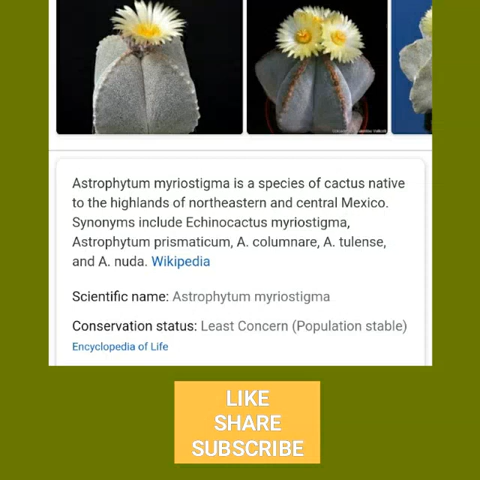 Astrophytum myriostigma is a species of cactus native
to the highlands of northeastern and central Mexico.
Synonyms include Echinocactus myriostigma,
Astrophytum prismaticum, A. columnare, A. tulense,
and A. nuda. Wikipedia
Scientific name: Astrophytum myriostigma
Conservation status: Least Concern (Population stable)
Encyclopedia of Life
LIKE
SHARE
SUBSCRIBE